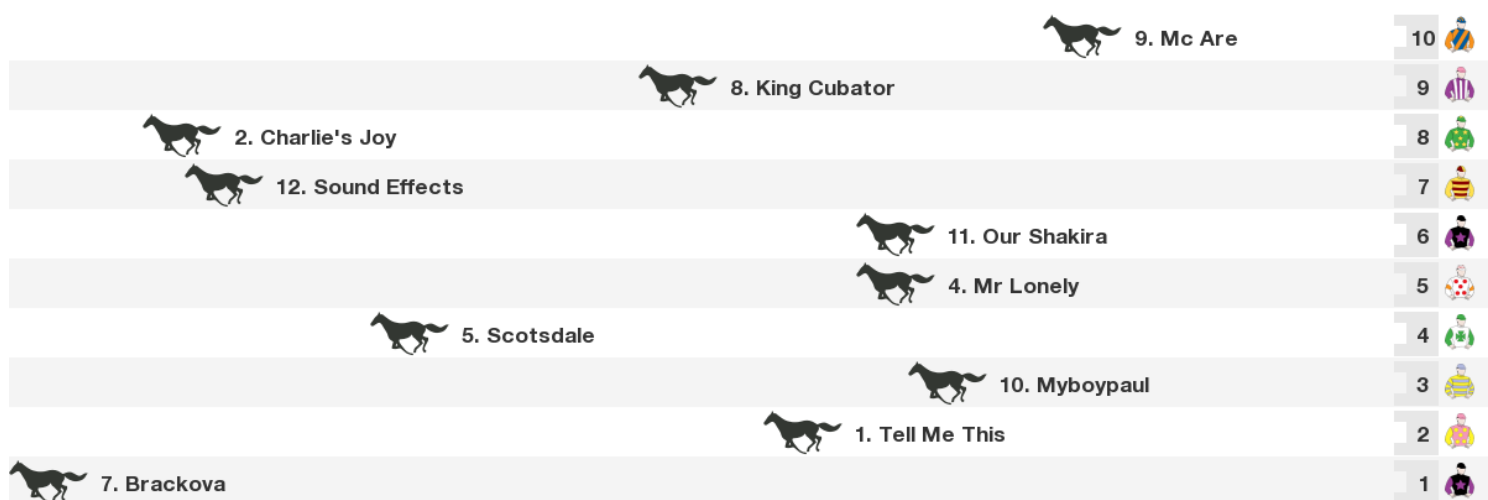 9. Mc Are 10
8. King Cubator 9
2. Charlie's Joy 8
12. Sound Effects 7
11. Our Shakira 6
4. Mr Lonely 5
5. Scotsdale 4
10. Myboypaul 3
1. Tell Me This 2
7. Brackova 1